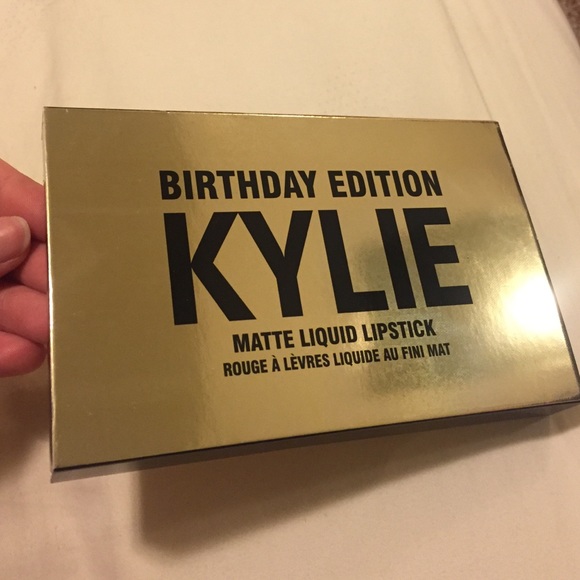 BIRTHDAY EDITION
KYLIE
MATTE LIQUID LIPSTICK
ROUGE À LÈVRES LIQUIDE AU FINI MAT